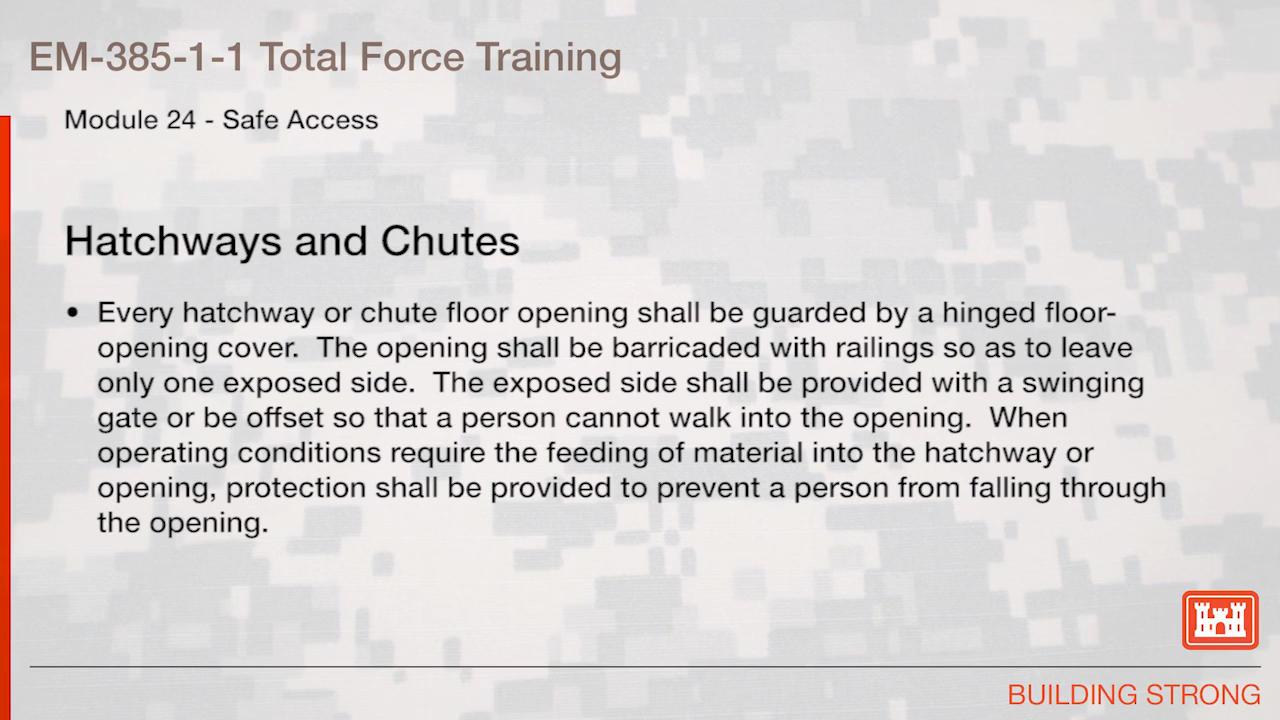 EM-385-1-1 Total Force Training
Module 24 - Safe Access
Hatchways and Chutes
• Every hatchway or chute floor opening shall be guarded by a hinged floor-
opening cover.  The opening shall be barricaded with railings so as to leave
only one exposed side.  The exposed side shall be provided with a swinging
gate or be offset so that a person cannot walk into the opening.  When
operating conditions require the feeding of material into the hatchway or
opening, protection shall be provided to prevent a person from falling through
the opening.
BUILDING STRONG